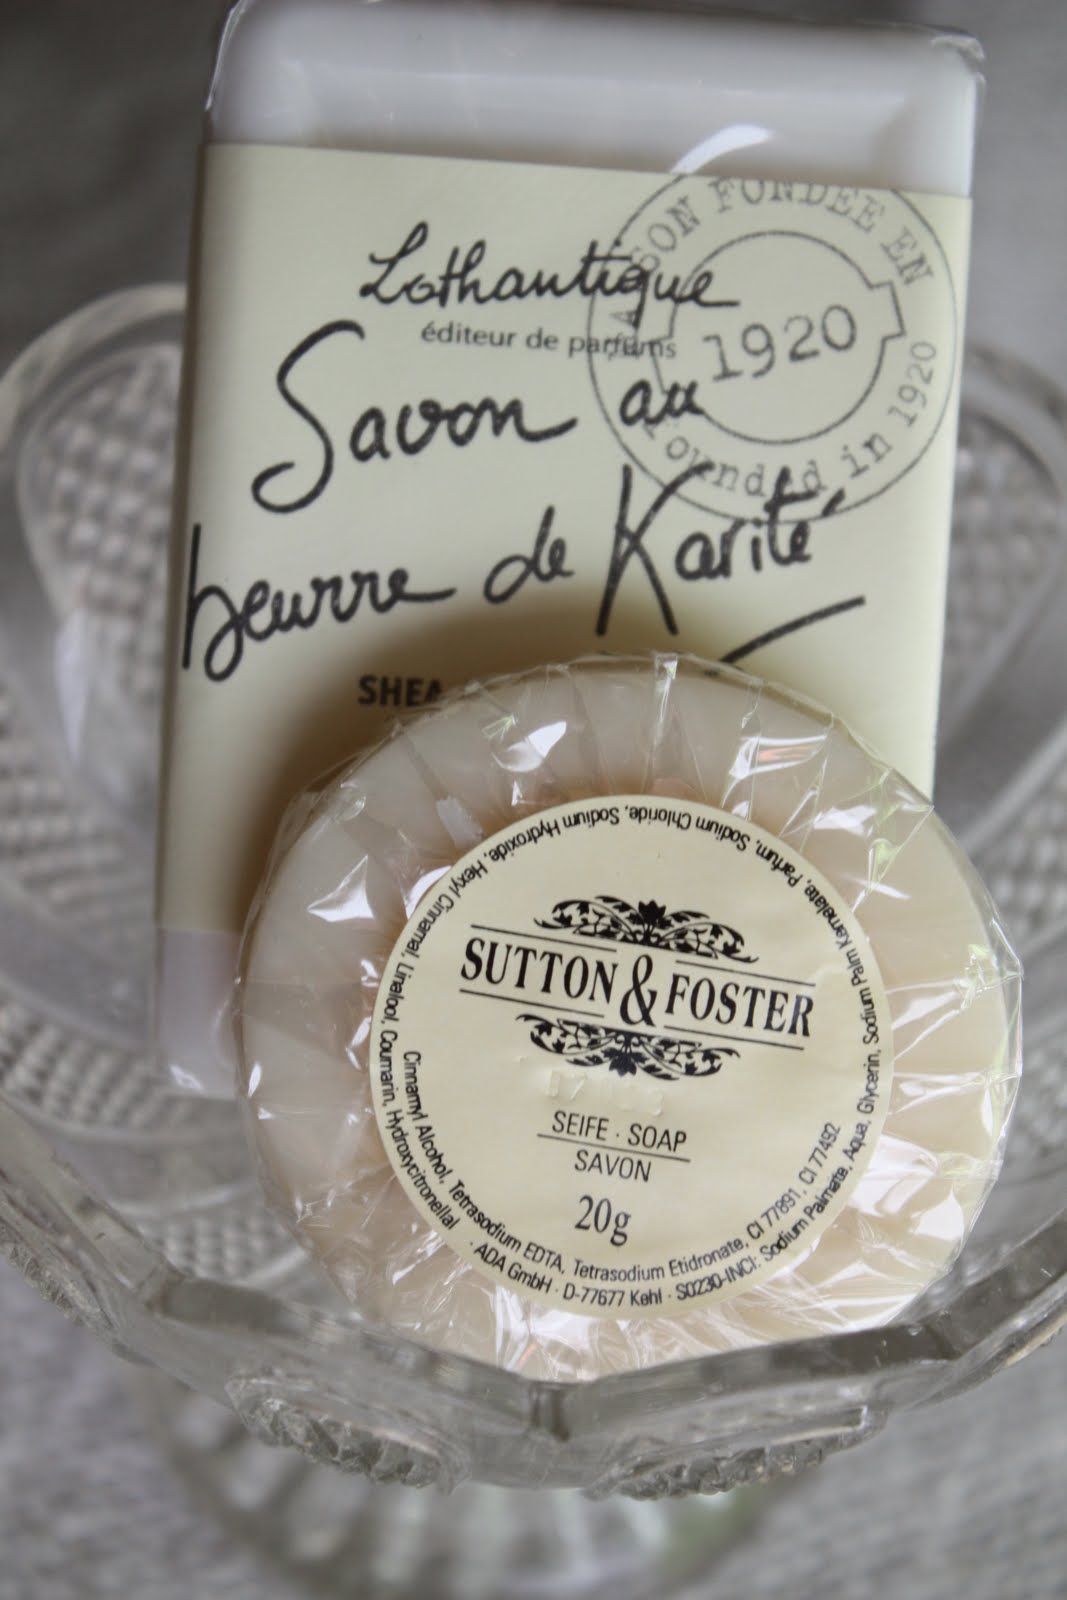 Lothantique
éditeur de parfums
MAISON FONDÉE EN
1920
Founded in 1920
Savon au
beurre de Karité
SHEA
SUTTON & FOSTER
SEIFE · SOAP
SAVON
20g
· ADA GmbH · D-77677 Kehl · S0230-INCI: Sodium Palmate, Aqua, Glycerin, Sodium Palm Kernelate, Parfum, Sodium Chloride, Sodium Hydroxide, Hexyl Cinnamal, Linalool, Coumarin, Hydroxycitronellal
Cinnamyl Alcohol, Tetrasodium EDTA, Tetrasodium Etidronate, CI 77891, CI 77492